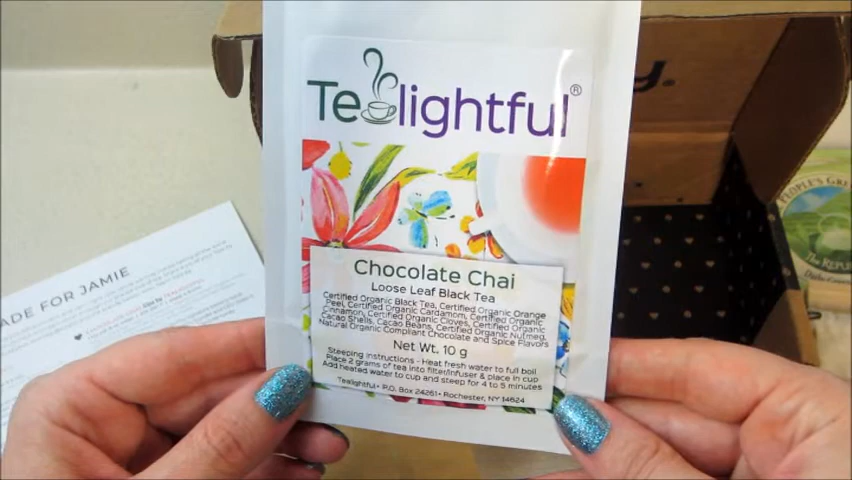 Tealightful®
Chocolate Chai
Loose Leaf Black Tea
Certified Organic Black Tea, Certified Organic Orange
Peel, Certified Organic Cardamom, Certified Organic
Cinnamon, Certified Organic Cloves, Certified Organic
Cacao Shells, Cacao Beans, Certified Organic Nutmeg,
Natural Organic Compliant Chocolate and Spice Flavors
Net Wt. 10 g
Steeping Instructions - Heat fresh water to full boil
Place 2 grams of tea into filter/infuser & place in cup
Add heated water to cup and steep for 4 to 5 minutes
Tealightful • P.O. Box 24261 • Rochester, NY 14624
ADE FOR JAMIE
y.
PEOPLE'S GRE